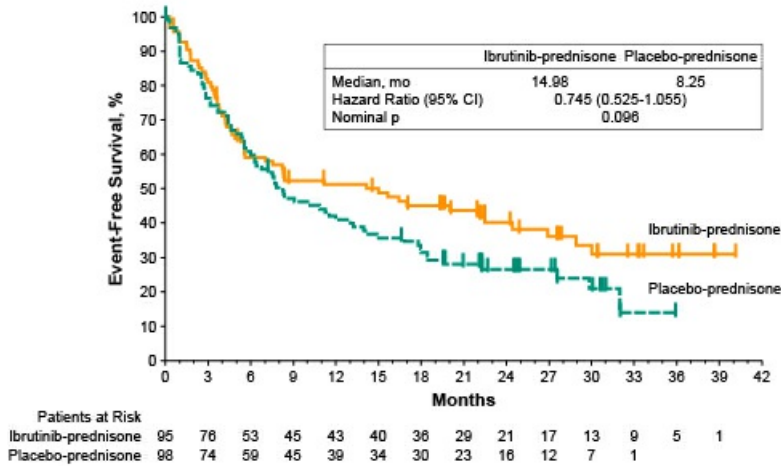 100
90
80
70
60
50
40
30
20
10
0
Event-Free Survival, %
Ibrutinib-prednisone Placebo-prednisone
Median, mo 14.98 8.25
Hazard Ratio (95% CI) 0.745 (0.525-1.055)
Nominal p 0.096
Ibrutinib-prednisone
Placebo-prednisone
0 3 6 9 12 15 18 21 24 27 30 33 36 39 42
Months
Patients at Risk
Ibrutinib-prednisone 95 76 53 45 43 40 36 29 21 17 13 9 5 1
Placebo-prednisone 98 74 59 45 39 34 30 23 16 12 7 1